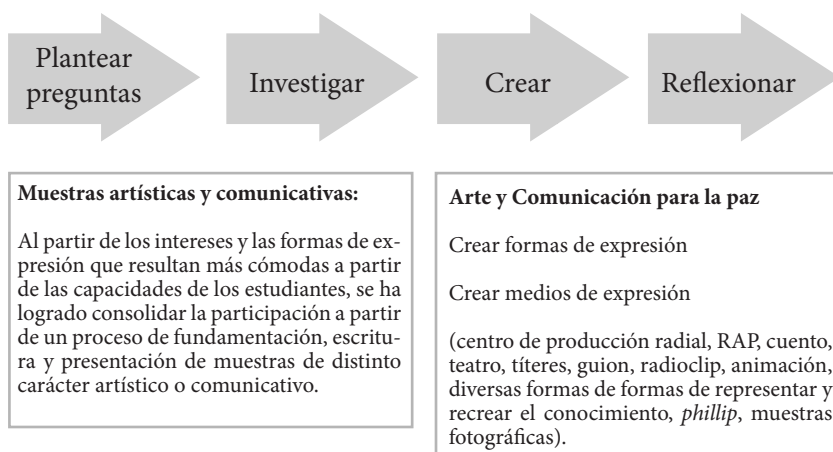 Plantear
preguntas
Investigar
Crear
Reflexionar
Muestras artísticas y comunicativas:
Al partir de los intereses y las formas de ex-
presión que resultan más cómodas a partir
de las capacidades de los estudiantes, se ha
logrado consolidar la participación a partir
de un proceso de fundamentación, escritu-
ra y presentación de muestras de distinto
carácter artístico o comunicativo.
Arte y Comunicación para la paz
Crear formas de expresión
Crear medios de expresión
(centro de producción radial, RAP, cuento,
teatro, títeres, guion, radioclip, animación,
diversas formas de formas de representar y
recrear el conocimiento, phillip, muestras
fotográficas).